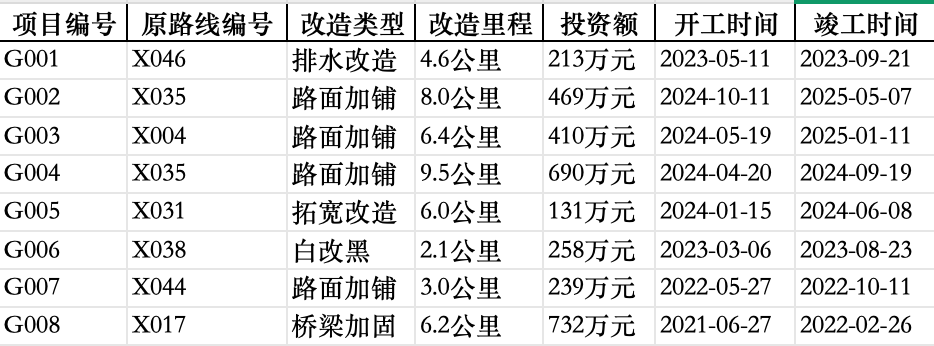 项目编号 原路线编号 改造类型 改造里程 投资额 开工时间 竣工时间
G001 X046 排水改造 4.6公里 213万元 2023-05-11 2023-09-21
G002 X035 路面加铺 8.0公里 469万元 2024-10-11 2025-05-07
G003 X004 路面加铺 6.4公里 410万元 2024-05-19 2025-01-11
G004 X035 路面加铺 9.5公里 690万元 2024-04-20 2024-09-19
G005 X031 拓宽改造 6.0公里 131万元 2024-01-15 2024-06-08
G006 X038 白改黑 2.1公里 258万元 2023-03-06 2023-08-23
G007 X044 路面加铺 3.0公里 239万元 2022-05-27 2022-10-11
G008 X017 桥梁加固 6.2公里 732万元 2021-06-27 2022-02-26